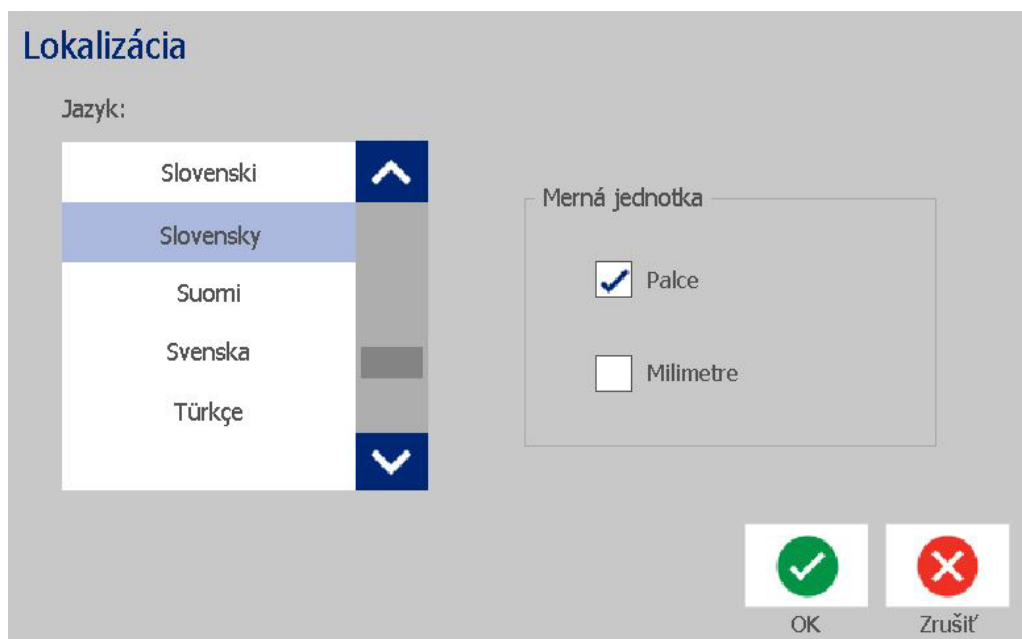 Lokalizácia
Jazyk:
Slovenski
Slovensky
Suomi
Svenska
Türkçe
Merná jednotka
Palce
Milimetre
OK
Zrušiť